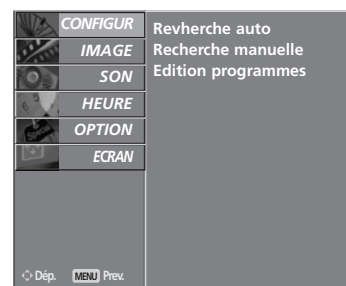 CONFIGUR
IMAGE
SON
HEURE
OPTION
ECRAN
Revherche auto
Recherche manuelle
Edition programmes
Dép. MENU Prev.